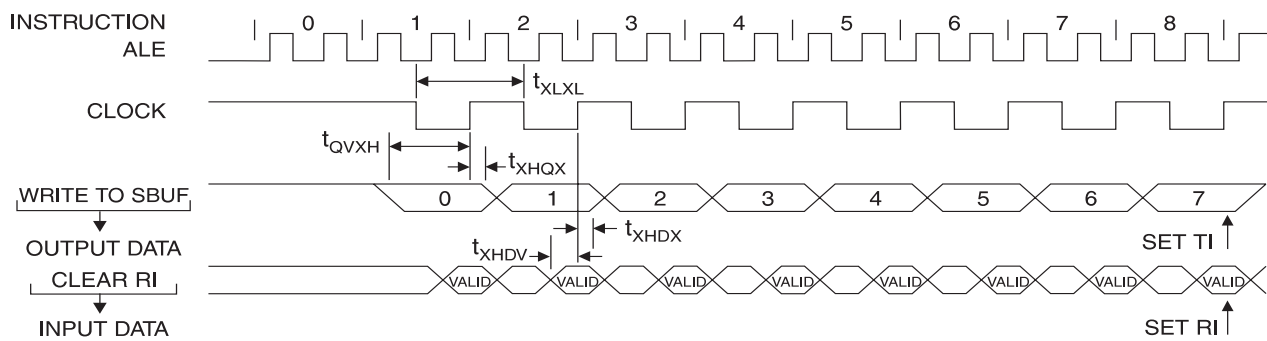 INSTRUCTION 0 1 2 3 4 5 6 7 8
ALE
tXLXL
CLOCK
tQVXH
tXHQX
WRITE TO SBUF 0 1 2 3 4 5 6 7
tXHDX
OUTPUT DATA
SET TI
tXHDV
CLEAR RI VALID VALID VALID VALID VALID VALID VALID VALID
INPUT DATA
SET RI